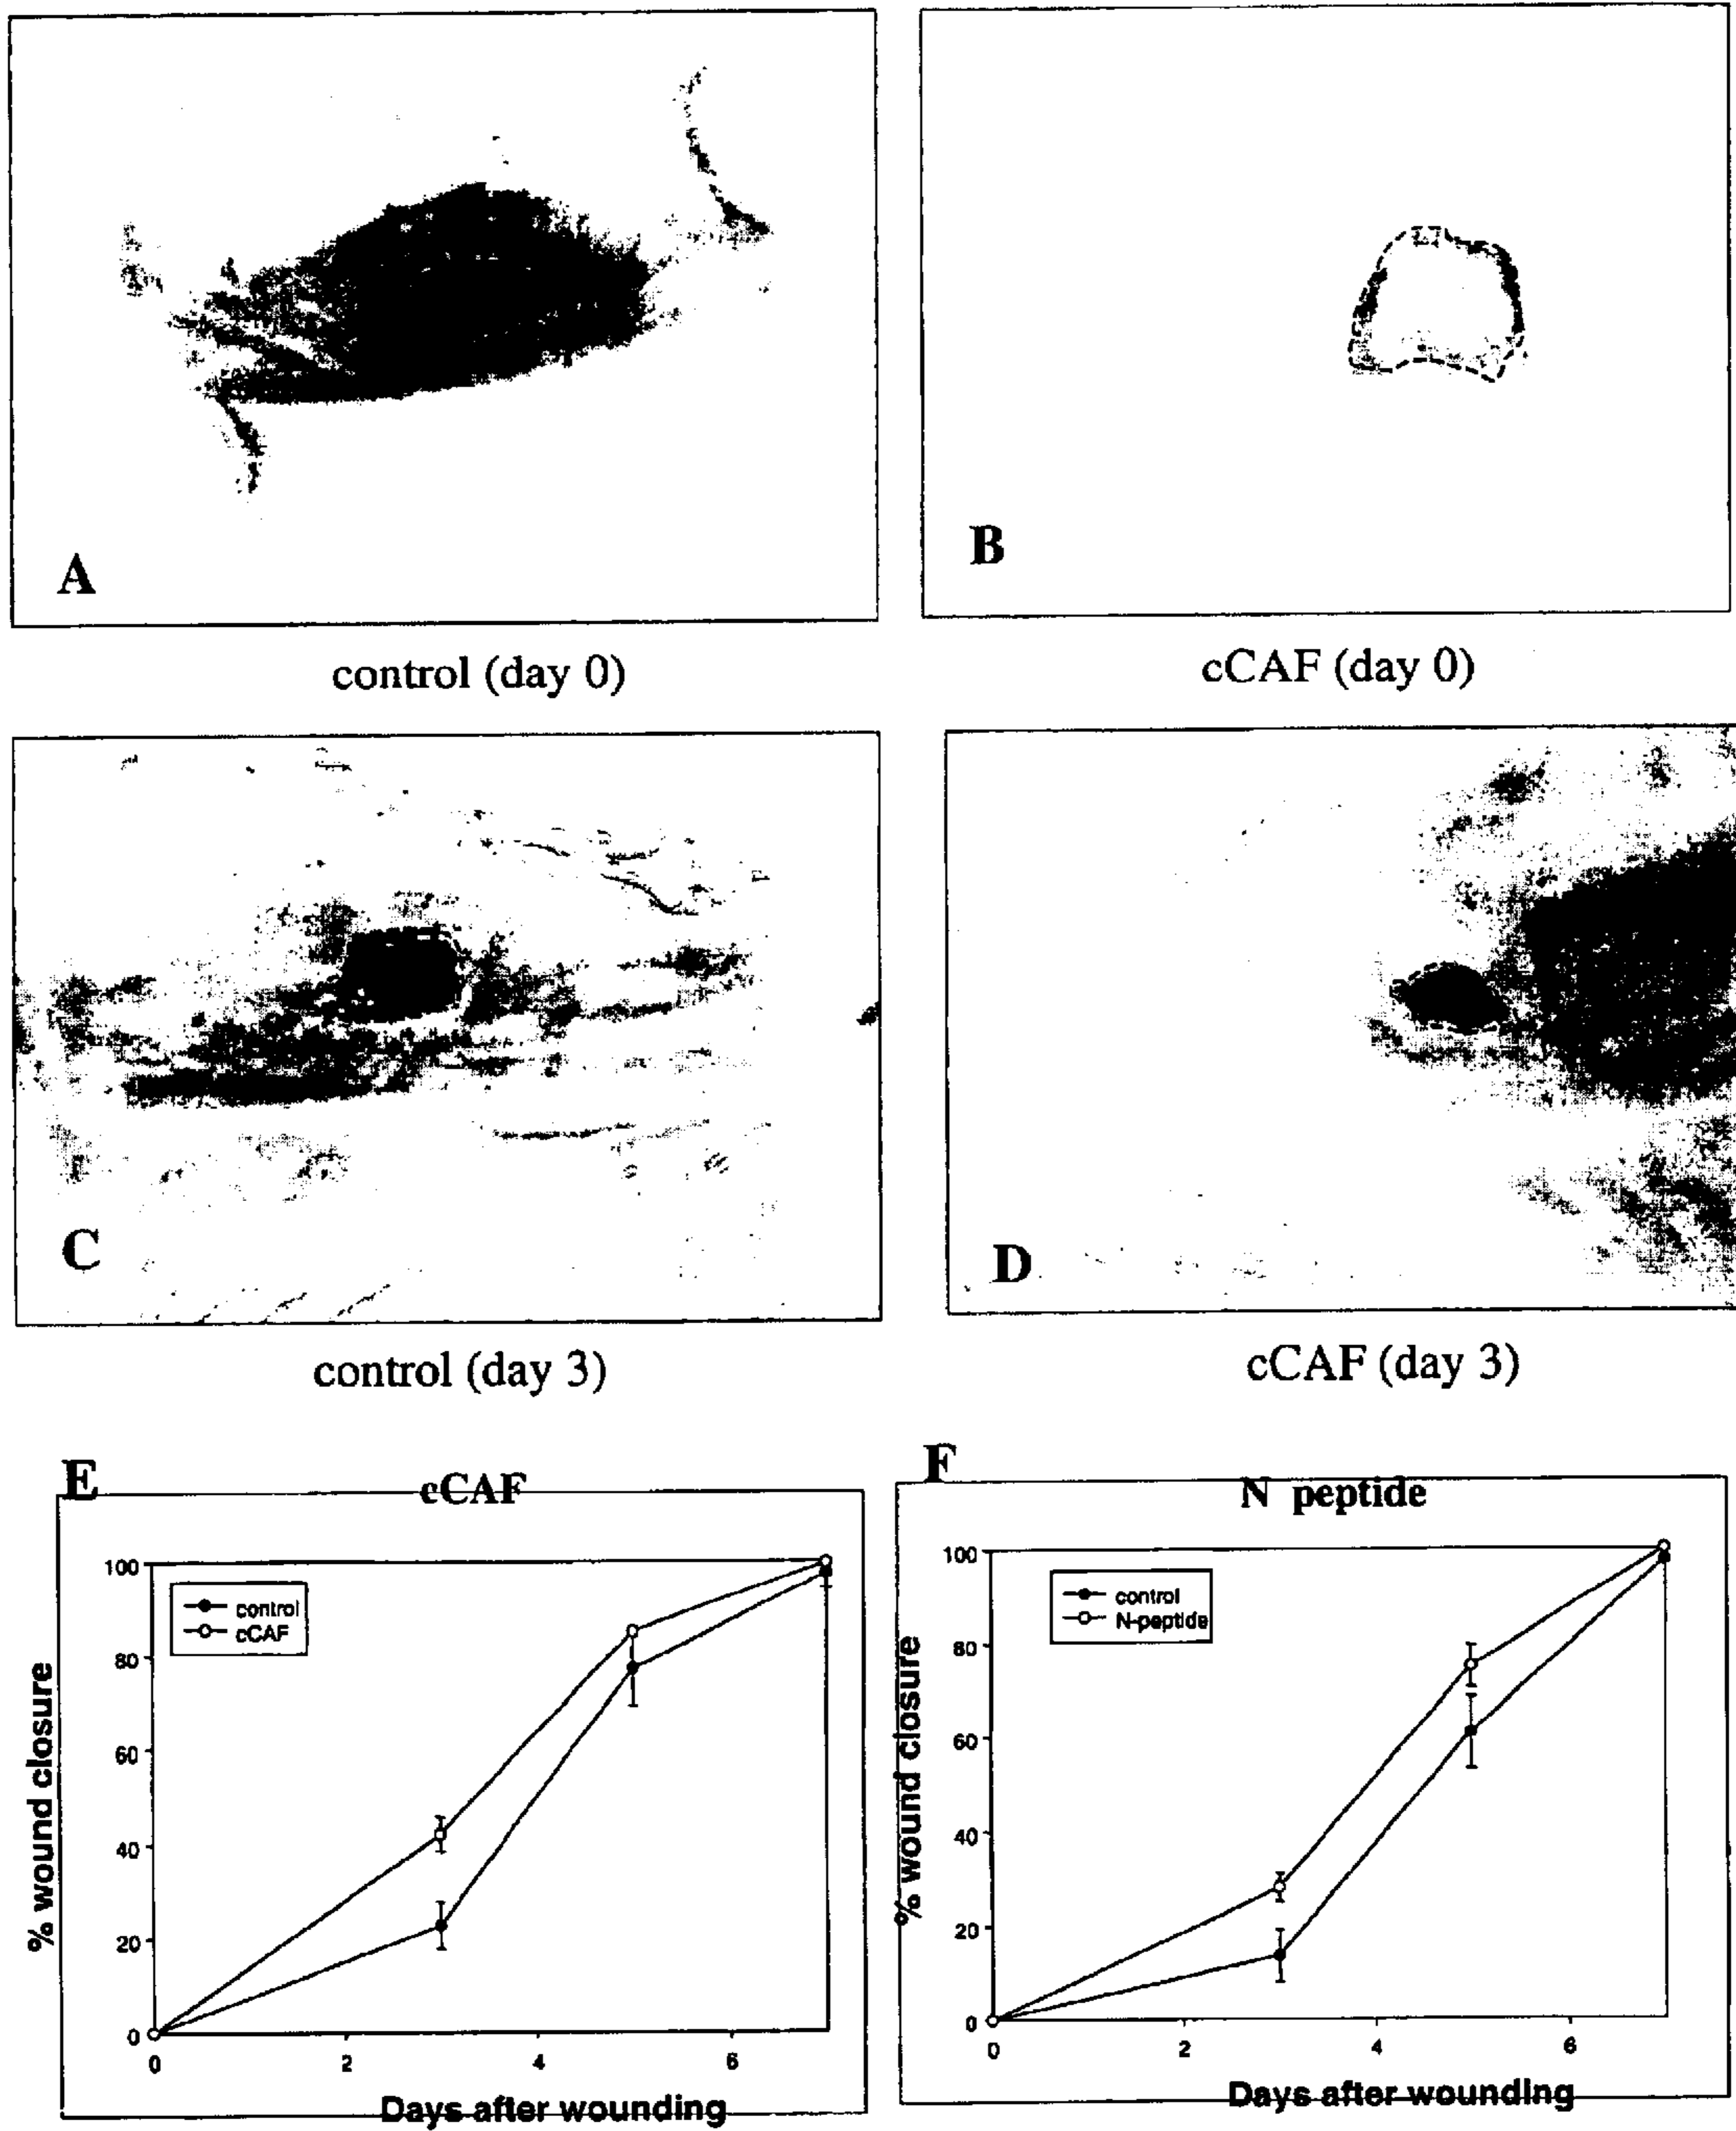 A
B
control (day 0)
cCAF (day 0)
C
D
control (day 3)
cCAF (day 3)
E
cCAF
100
80
60
40
20
0
control
cCAF
% wound closure
0 2 4 6
Days after wounding
F
N peptide
100
80
60
40
20
0
control
N-peptide
% wound closure
0 2 4 6
Days after wounding